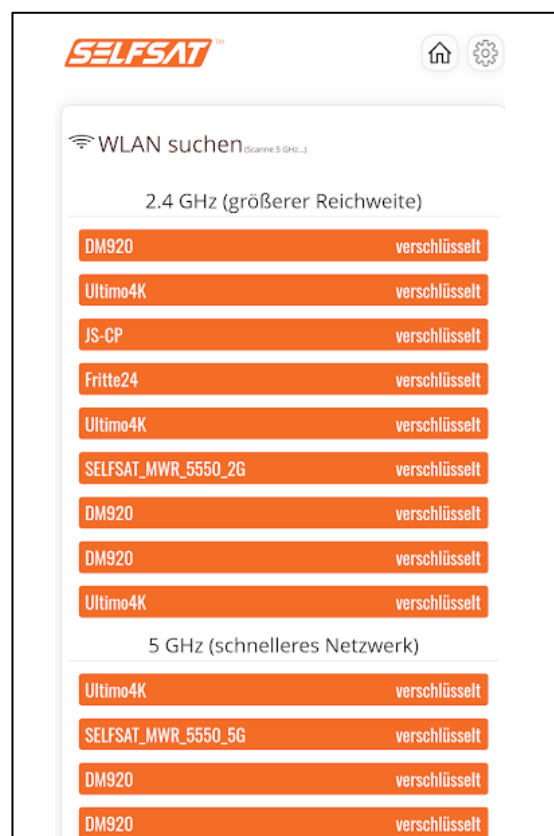 SELFSAT™
WLAN suchen (Scanne 5 GHz...)
2.4 GHz (größerer Reichweite)
DM920 verschlüsselt
Ultimo4K verschlüsselt
JS-CP verschlüsselt
Fritte24 verschlüsselt
Ultimo4K verschlüsselt
SELFSAT_MWR_5550_2G verschlüsselt
DM920 verschlüsselt
DM920 verschlüsselt
Ultimo4K verschlüsselt
5 GHz (schnelleres Netzwerk)
Ultimo4K verschlüsselt
SELFSAT_MWR_5550_5G verschlüsselt
DM920 verschlüsselt
DM920 verschlüsselt